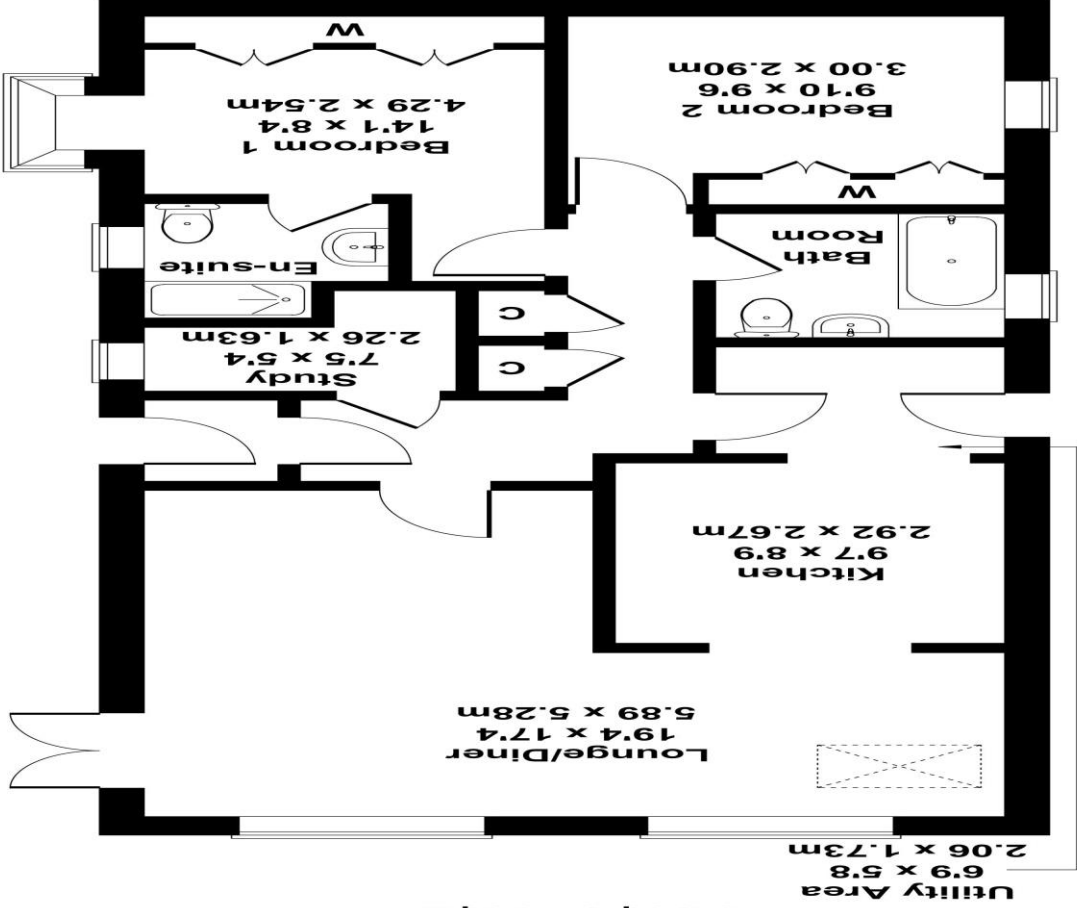 Utility Area
6'9 x 5'8
2.06 x 1.73m
Lounge/Diner
19'4 x 17'4
5.89 x 5.28m
Kitchen
9'7 x 8'9
2.92 x 2.67m
Study
7'5 x 5'4
2.26 x 1.63m
C
C
En-suite
Bath
Room
W
Bedroom 1
14'1 x 8'4
4.29 x 2.54m
W
Bedroom 2
9'10 x 9'6
3.00 x 2.90m